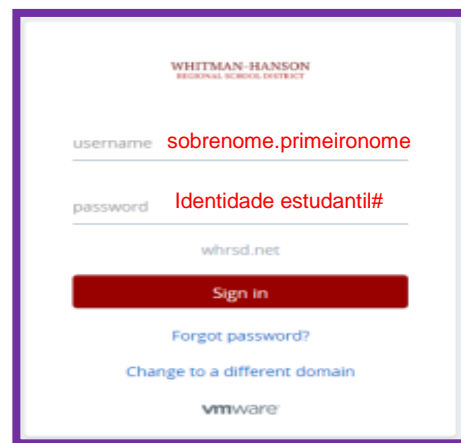 WHITMAN-HANSON
REGIONAL SCHOOL DISTRICT
username sobrenome.primeironome
password Identidade estudantil#
whrsd.net
Sign in
Forgot password?
Change to a different domain
vmware